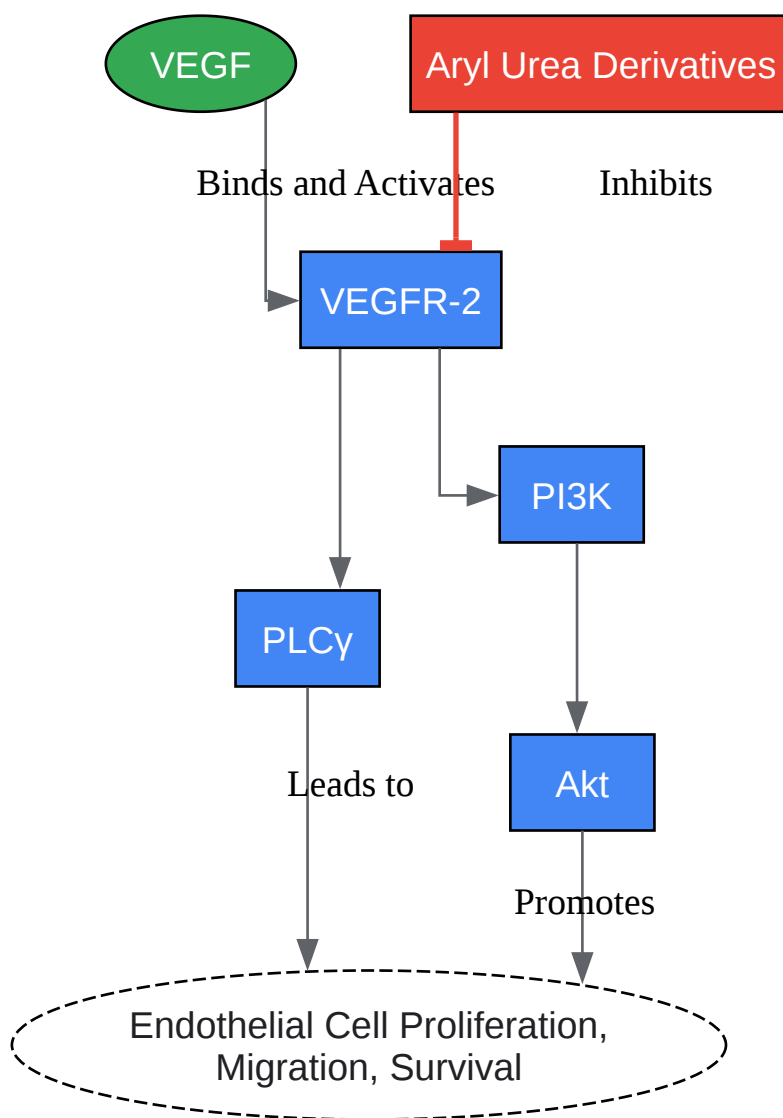 VEGF
Aryl Urea Derivatives
Binds and Activates
Inhibits
VEGFR-2
PI3K
PLCγ
Leads to
Akt
Promotes
Endothelial Cell Proliferation,
Migration, Survival